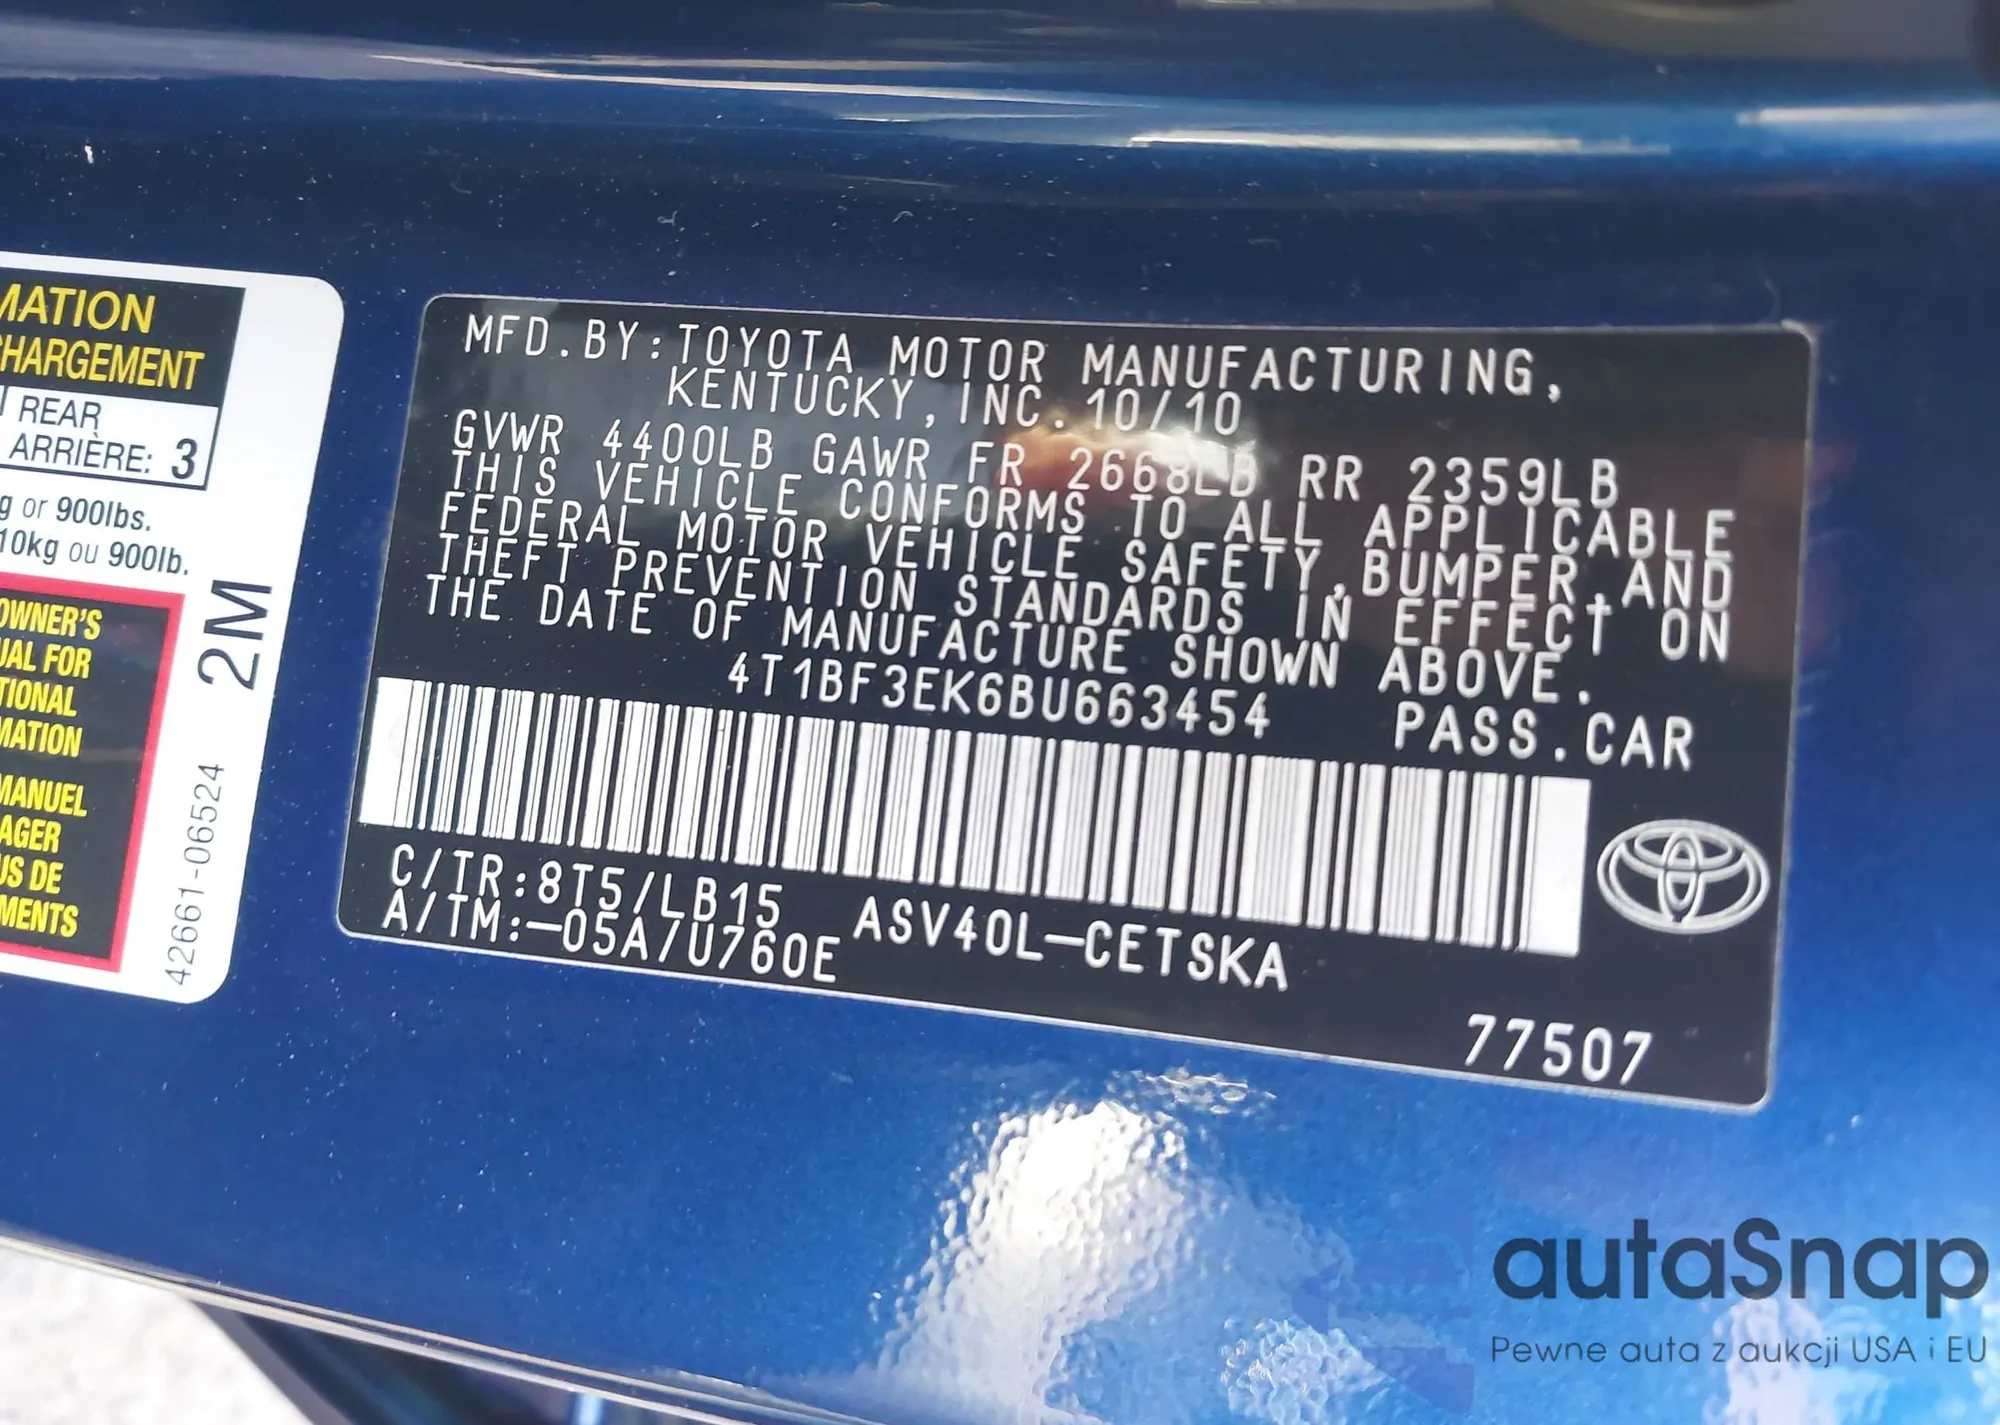 MATION
CHARGEMENT
REAR
ARRIÈRE: 3
g or 900lbs.
10kg ou 900lb.
OWNER'S
UAL FOR
TIONAL
MATION
MANUEL
AGER
US DE
MENTS
2M
42661-06524
MFD.BY:TOYOTA MOTOR MANUFACTURING,
KENTUCKY, INC. 10/10
GVWR 4400LB GAWR FR 2668LB RR 2359LB
THIS VEHICLE CONFORMS TO ALL APPLICABLE
FEDERAL MOTOR VEHICLE SAFETY,BUMPER,AND
THEFT PREVENTION STANDARDS IN EFFECT ON
THE DATE OF MANUFACTURE SHOWN ABOVE.
4T1BF3EK6BU663454 PASS.CAR
C/TR:8T5/LB15
A/TM:-05A/U760E
ASV40L-CETSKA
77507
autaSnap
Pewne auta z aukcji USA i EU